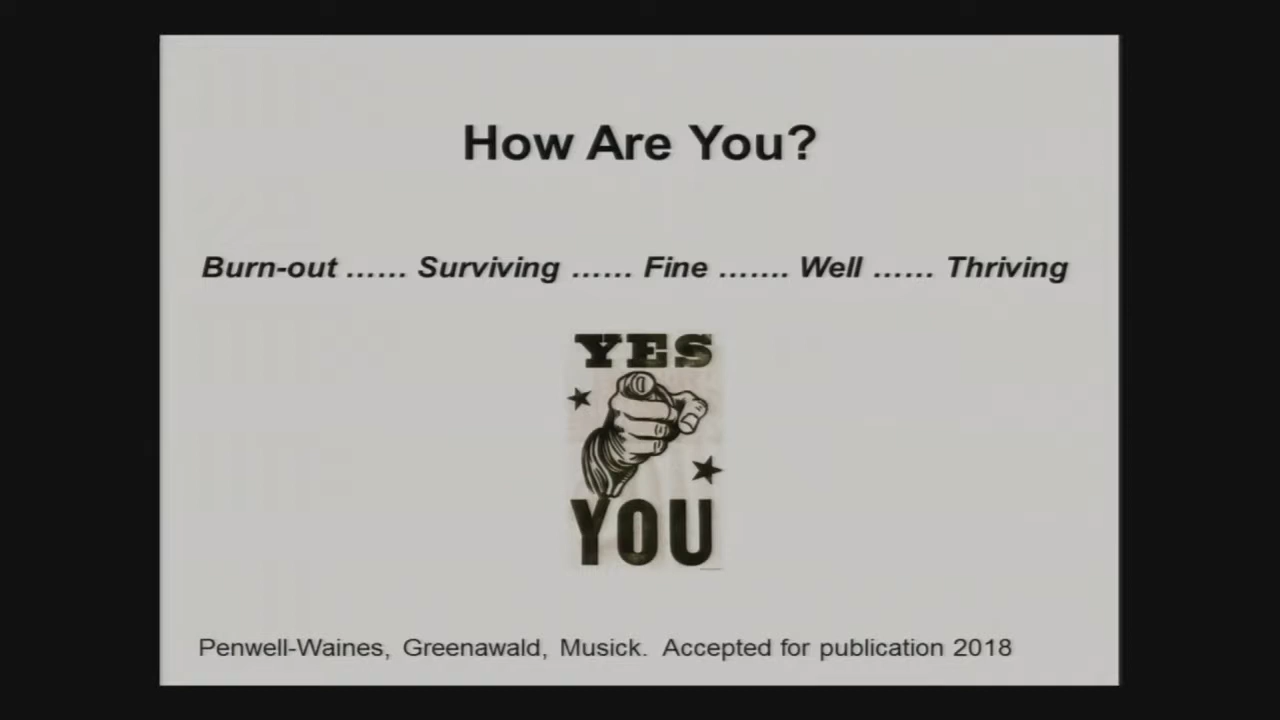 How Are You?
Burn-out …… Surviving …… Fine ……. Well …… Thriving
YES
YOU
Penwell-Waines, Greenawald, Musick. Accepted for publication 2018